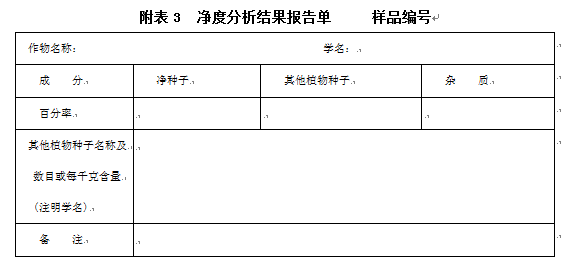 附表 3 净度分析结果报告单 样品编号
作物名称: 学名:
成 分 净种子 其他植物种子 杂 质
百分率
其他植物种子名称及
数目或每千克含量
(注明学名)
备 注